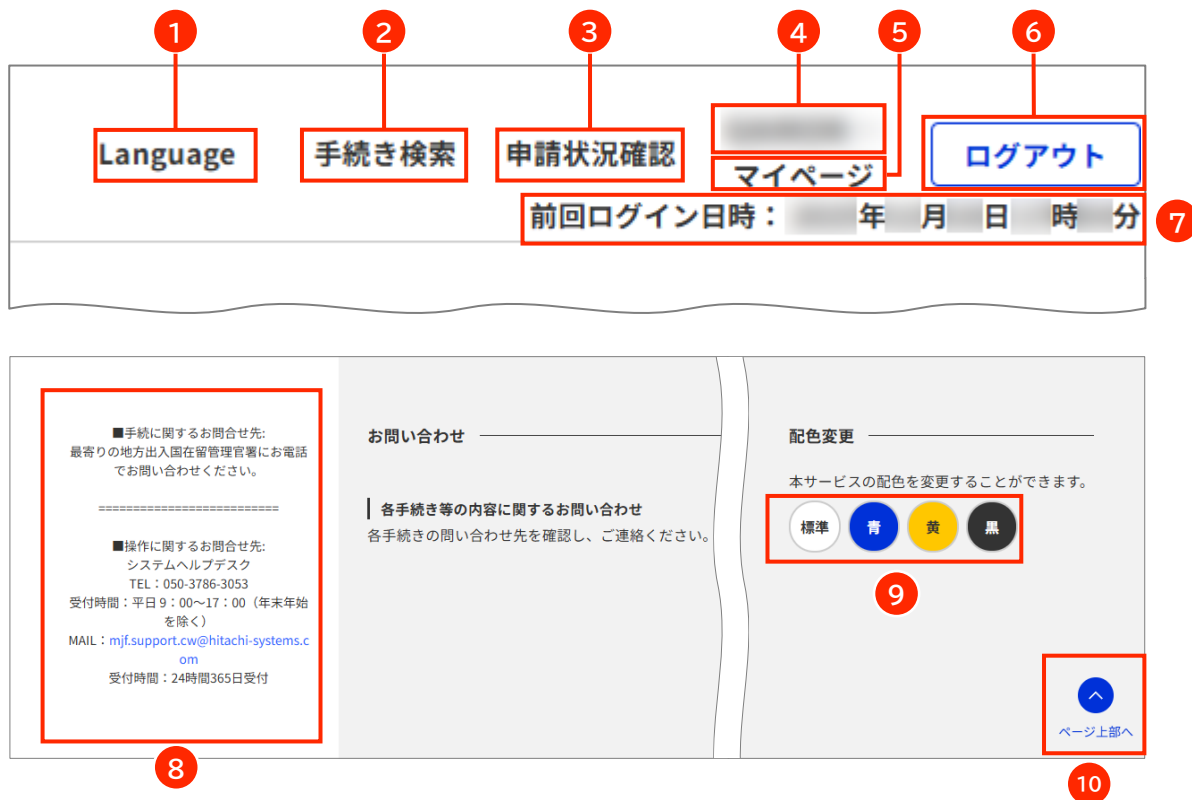 1
2
3
4
5
6
Language
手続き検索
申請状況確認
マイページ
ログアウト
前回ログイン日時： 年 月 日 時 分
7
■手続に関するお問合せ先:
最寄りの地方出入国在留管理官署にお電話
でお問い合わせください。
==========================
■操作に関するお問合せ先:
システムヘルプデスク
TEL：050-3786-3053
受付時間：平日 9：00～17：00（年末年始
を除く）
MAIL：mjf.support.cw@hitachi-systems.c
om
受付時間：24時間365日受付
8
お問い合わせ
各手続き等の内容に関するお問い合わせ
各手続きの問い合わせ先を確認し、ご連絡ください。
配色変更
本サービスの配色を変更することができます。
標準
青
黄
黒
9
ページ上部へ
10